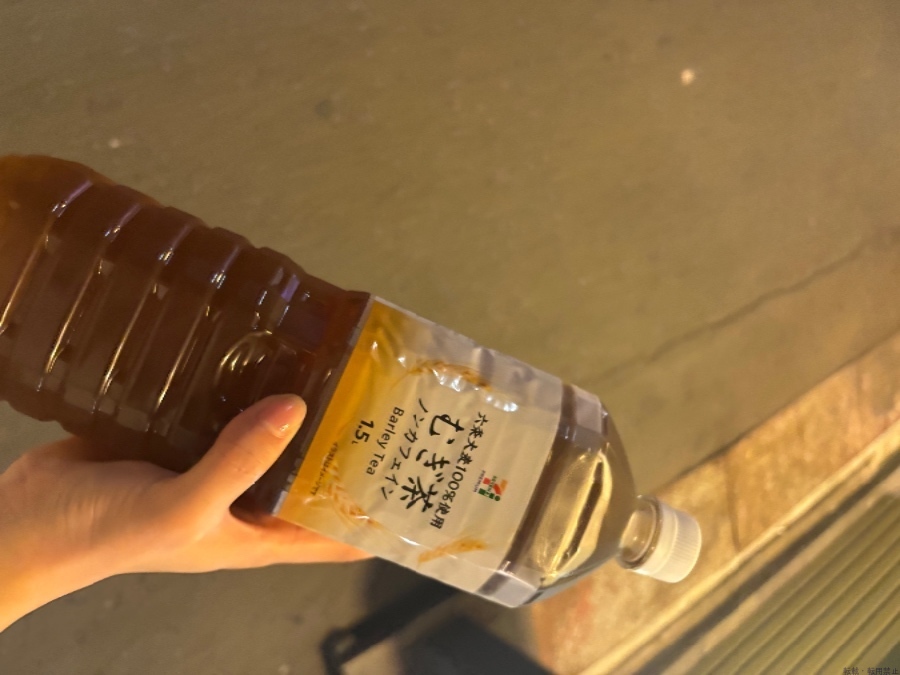 六条大麦100%使用
むぎ茶
ノンカフェイン
Barley Tea
1.5L